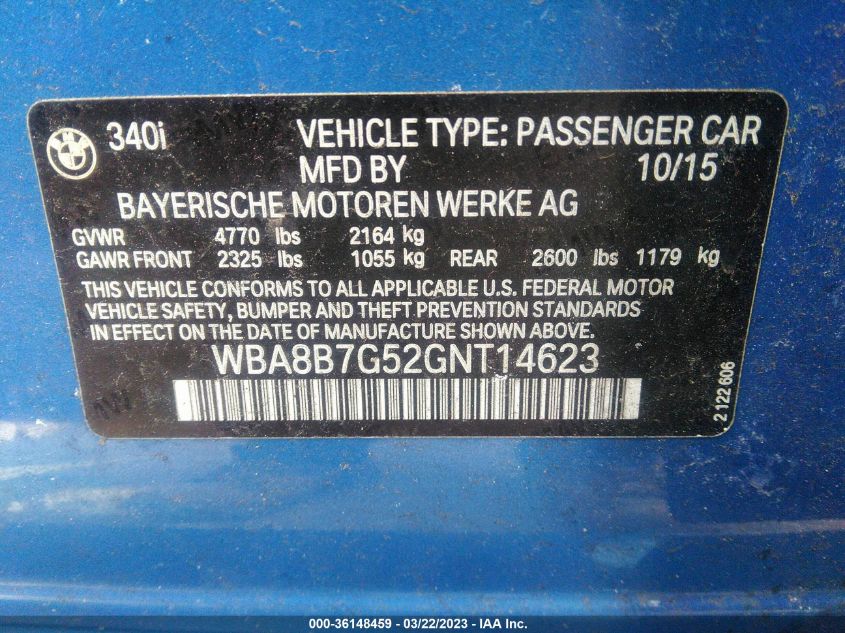 340i VEHICLE TYPE: PASSENGER CAR
MFD BY 10/15
BAYERISCHE MOTOREN WERKE AG
GVWR 4770 lbs 2164 kg
GAWR FRONT 2325 lbs 1055 kg REAR 2600 lbs 1179 kg
THIS VEHICLE CONFORMS TO ALL APPLICABLE U.S. FEDERAL MOTOR
VEHICLE SAFETY, BUMPER AND THEFT PREVENTION STANDARDS
IN EFFECT ON THE DATE OF MANUFACTURE SHOWN ABOVE.
WBA8B7G52GNT14623
2 122 606
000-36148459 - 03/22/2023 - IAA Inc.